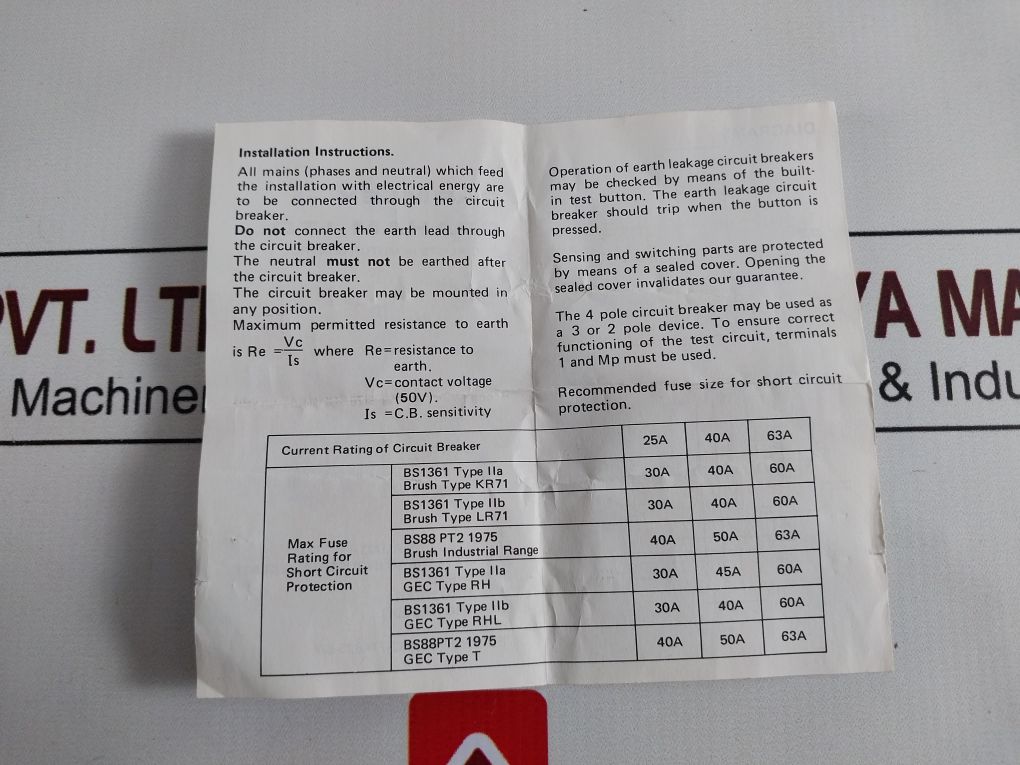 Installation Instructions.
All mains (phases and neutral) which feed
the installation with electrical energy are
to be connected through the circuit
breaker.
Do not connect the earth lead through
the circuit breaker.
The neutral must not be earthed after
the circuit breaker.
The circuit breaker may be mounted in
any position.
Maximum permitted resistance to earth
is Re = Vc/Is where Re=resistance to
earth.
Vc=contact voltage
(50V).
Is =C.B. sensitivity
DIAGRAM
Operation of earth leakage circuit breakers
may be checked by means of the built-
in test button. The earth leakage circuit
breaker should trip when the button is
pressed.
Sensing and switching parts are protected
by means of a sealed cover. Opening the
sealed cover invalidates our guarantee.
The 4 pole circuit breaker may be used as
a 3 or 2 pole device. To ensure correct
functioning of the test circuit, terminals
1 and Mp must be used.
Recommended fuse size for short circuit
protection.
Current Rating of Circuit Breaker 25A 40A 63A
Max Fuse
Rating for
Short Circuit
Protection
BS1361 Type IIa
Brush Type KR71 30A 40A 60A
BS1361 Type IIb
Brush Type LR71 30A 40A 60A
BS88 PT2 1975
Brush Industrial Range 40A 50A 63A
BS1361 Type IIa
GEC Type RH 30A 45A 60A
BS1361 Type IIb
GEC Type RHL 30A 40A 60A
BS88PT2 1975
GEC Type T 40A 50A 63A
PVT. LT
YA MA
Machine
& Indu